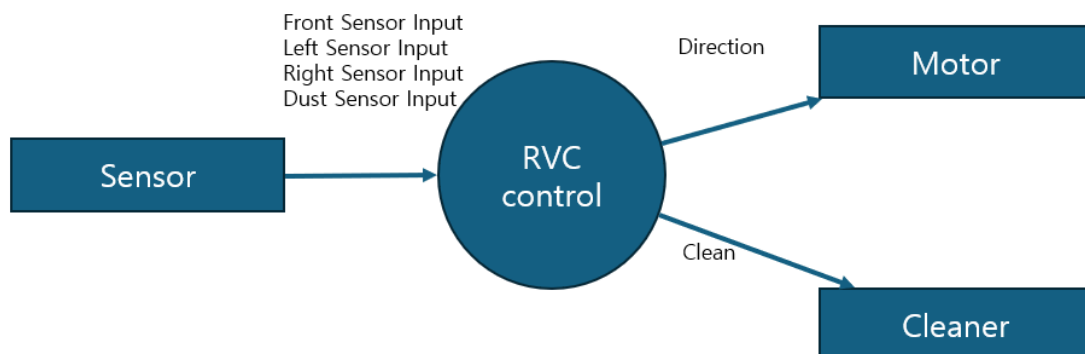 Front Sensor Input
Left Sensor Input
Right Sensor Input
Dust Sensor Input
Direction
Motor
Sensor
RVC
control
Clean
Cleaner